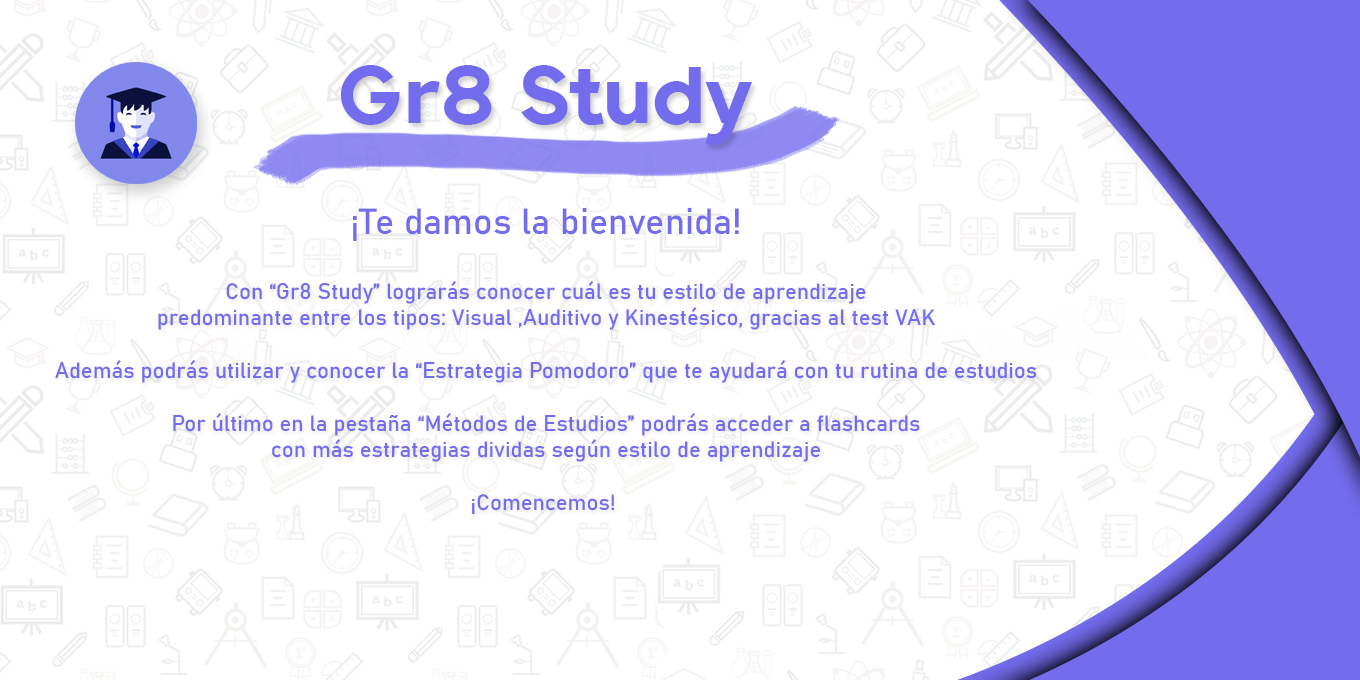 Gr8 Study
¡Te damos la bienvenida!
Con “Gr8 Study” lograrás conocer cuál es tu estilo de aprendizaje
predominante entre los tipos: Visual ,Auditivo y Kinestésico, gracias al test VAK
Además podrás utilizar y conocer la “Estrategia Pomodoro” que te ayudará con tu rutina de estudios
Por último en la pestaña “Métodos de Estudios” podrás acceder a flashcards
con más estrategias dividas según estilo de aprendizaje
¡Comencemos!